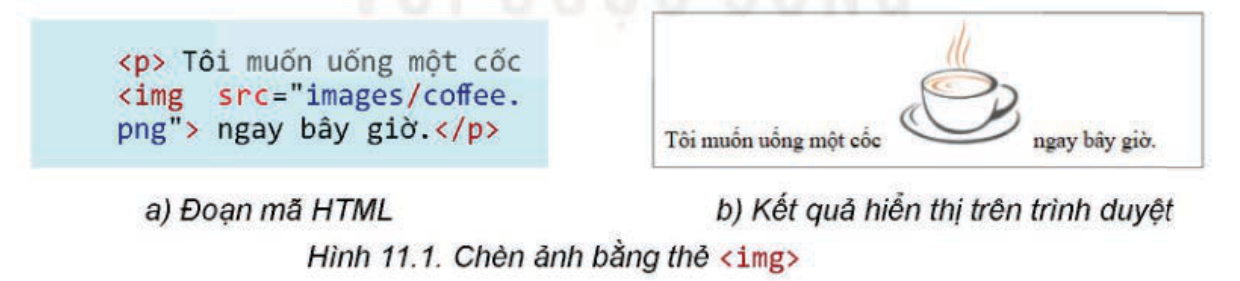 <p> Tôi muốn uống một cốc
<img src="images/coffee.
png"> ngay bây giờ.</p>
Tôi muốn uống một cốc ngay bây giờ.
a) Đoạn mã HTML
b) Kết quả hiển thị trên trình duyệt
Hình 11.1. Chèn ảnh bằng thẻ <img>